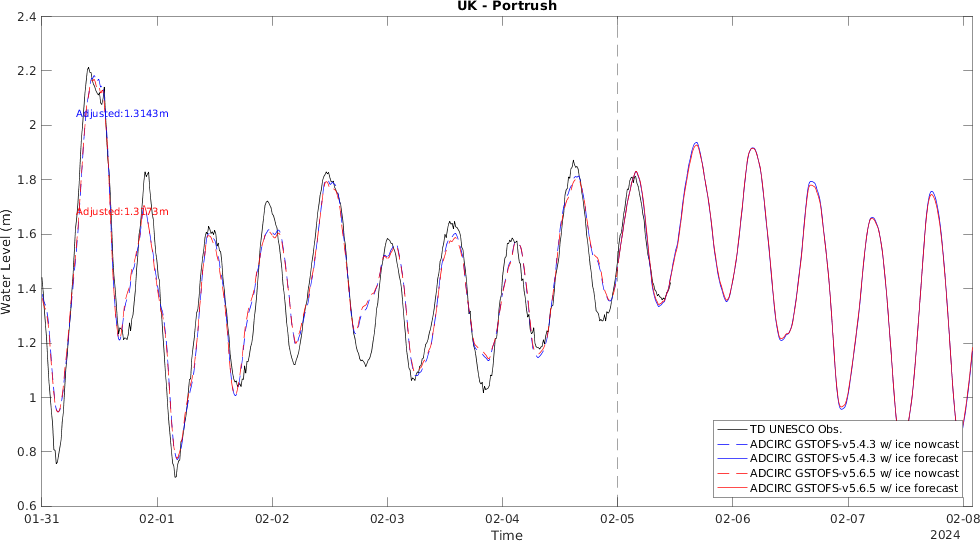 UK - Portrush
2.4
2.2
2
1.8
1.6
1.4
1.2
1
0.8
0.6
Water Level (m)
Adjusted:1.3143m
Adjusted:1.3173m
TD UNESCO Obs.
ADCIRC GSTOFS-v5.4.3 w/ ice nowcast
ADCIRC GSTOFS-v5.4.3 w/ ice forecast
ADCIRC GSTOFS-v5.6.5 w/ ice nowcast
ADCIRC GSTOFS-v5.6.5 w/ ice forecast
01-31 02-01 02-02 02-03 02-04 02-05 02-06 02-07 02-08
Time
2024